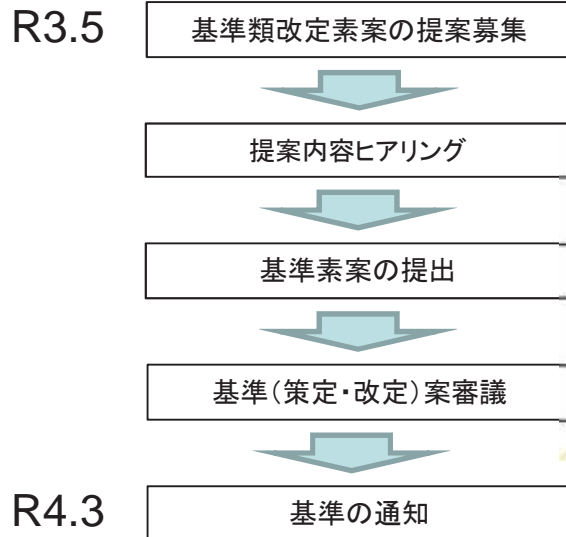 R3.5
基準類改定素案の提案募集
提案内容ヒアリング
基準素案の提出
基準(策定・改定)案審議
R4.3
基準の通知